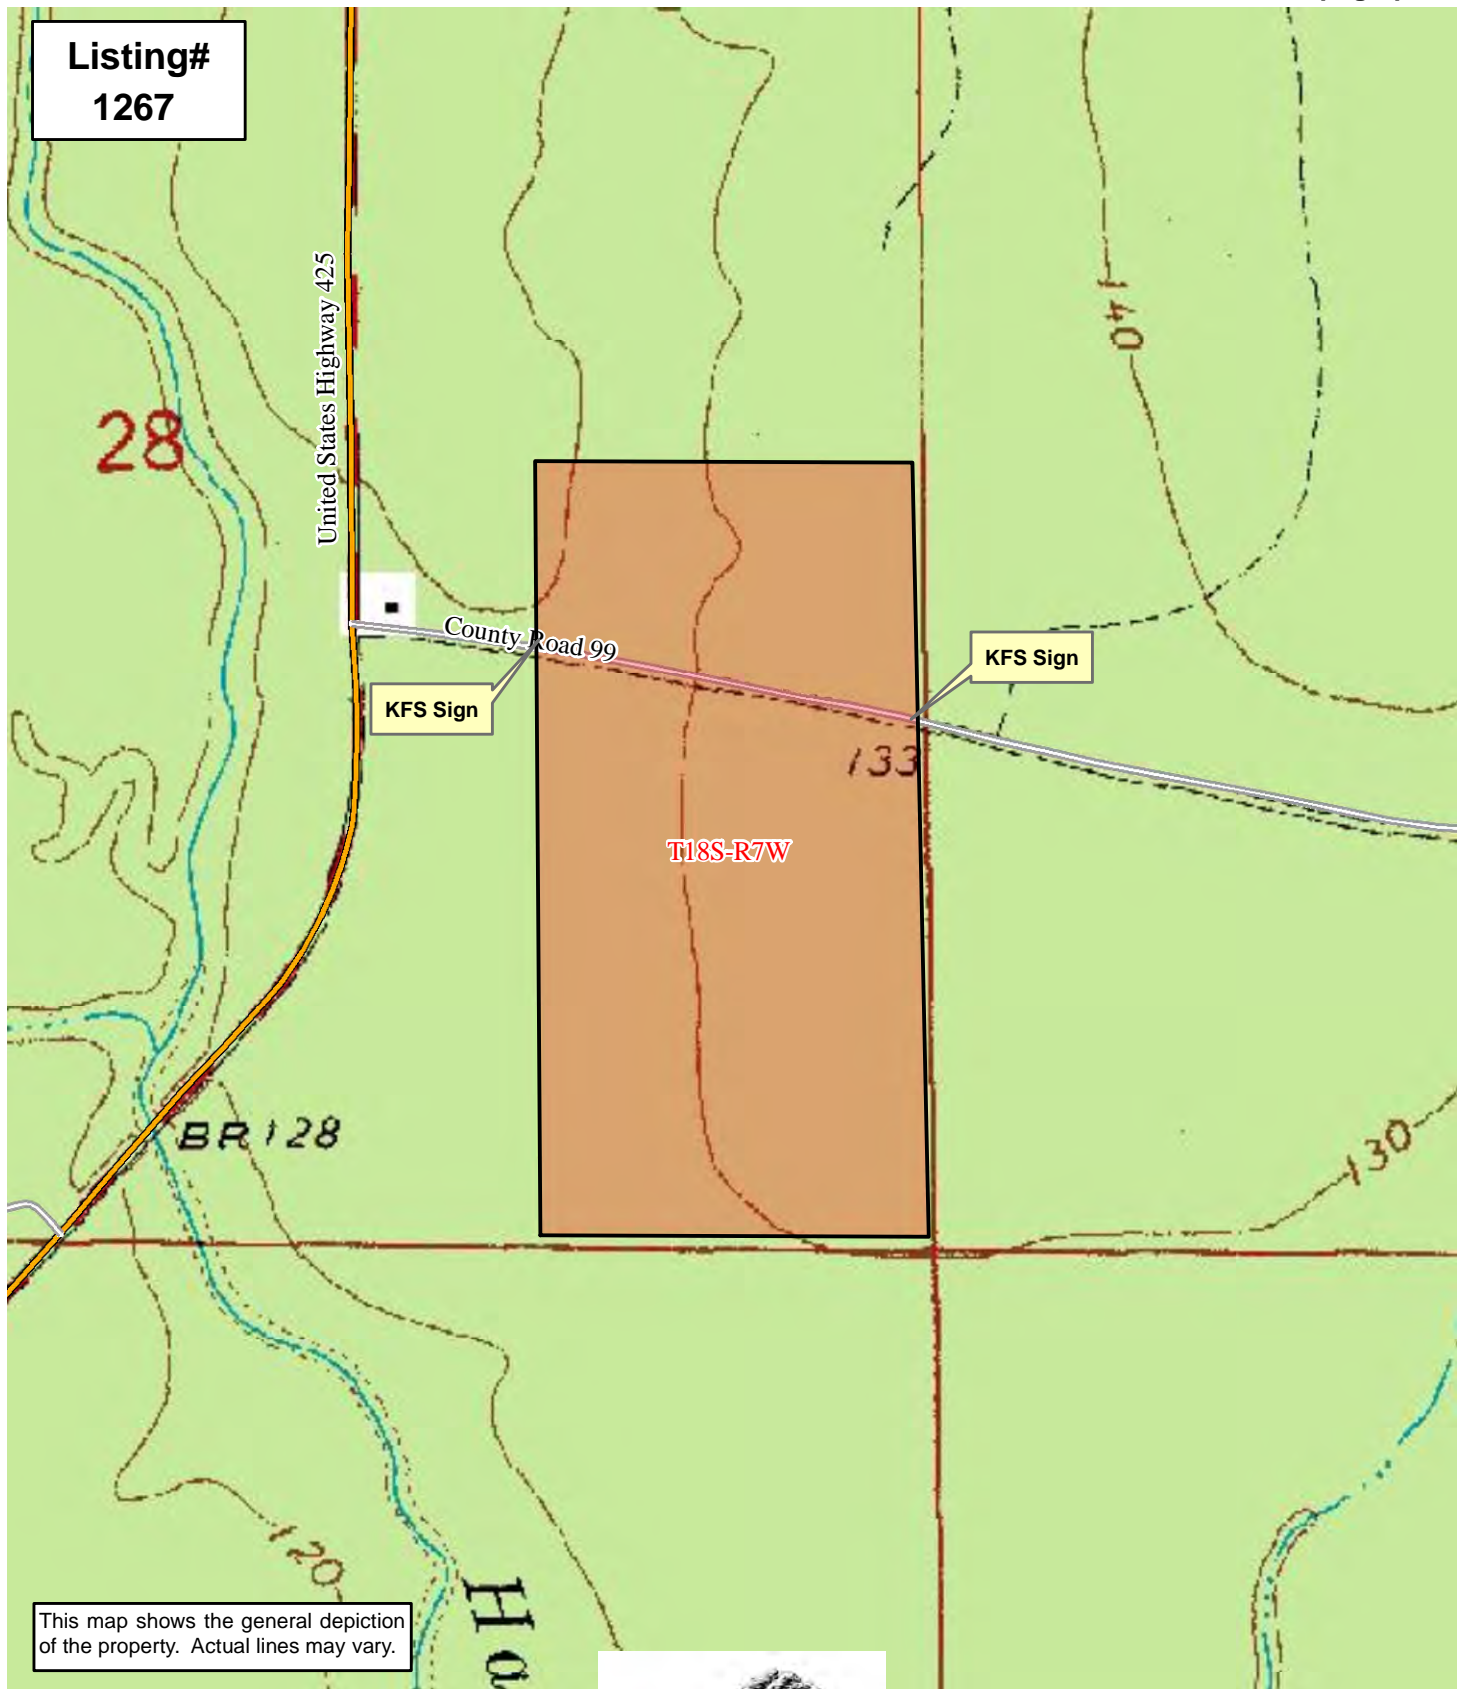 Listing#
1267
United States Highway 425
28
140
County Road 99
KFS Sign
KFS Sign
133
T18S-R7W
BR 128
130
120
Ha
This map shows the general depiction
of the property. Actual lines may vary.